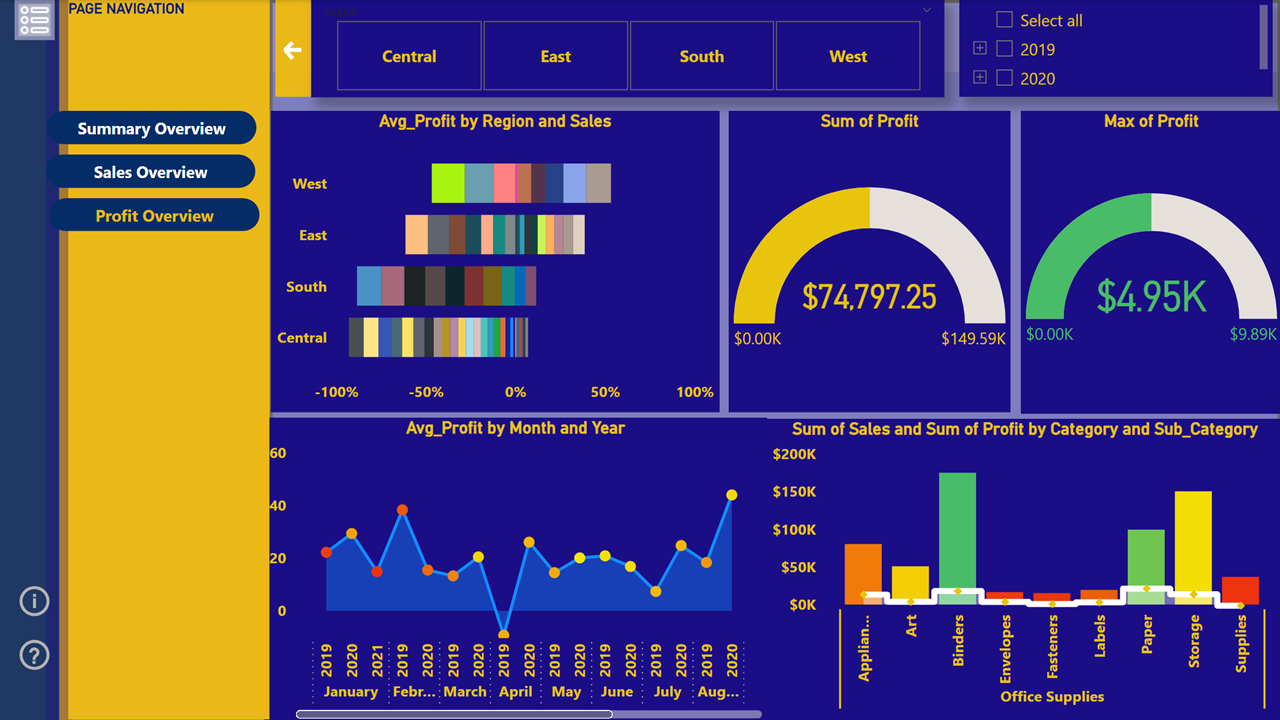 PAGE NAVIGATION
Summary Overview
Sales Overview
Profit Overview
Region
Central
East
South
West
Select all
2019
2020
Avg_Profit by Region and Sales
West
East
South
Central
-100%
-50%
0%
50%
100%
Sum of Profit
$74,797.25
$0.00K
$149.59K
Max of Profit
$4.95K
$0.00K
$9.89K
Avg_Profit by Month and Year
60
40
20
0
2019 2020 2021 2019 2020 2019 2020 2019 2020 2019 2020 2019 2020 2019 2020 2019 2020
January Febr... March April May June July Aug...
Sum of Sales and Sum of Profit by Category and Sub_Category
$200K
$150K
$100K
$50K
$0K
Applian... Art Binders Envelopes Fasteners Labels Paper Storage Supplies
Office Supplies